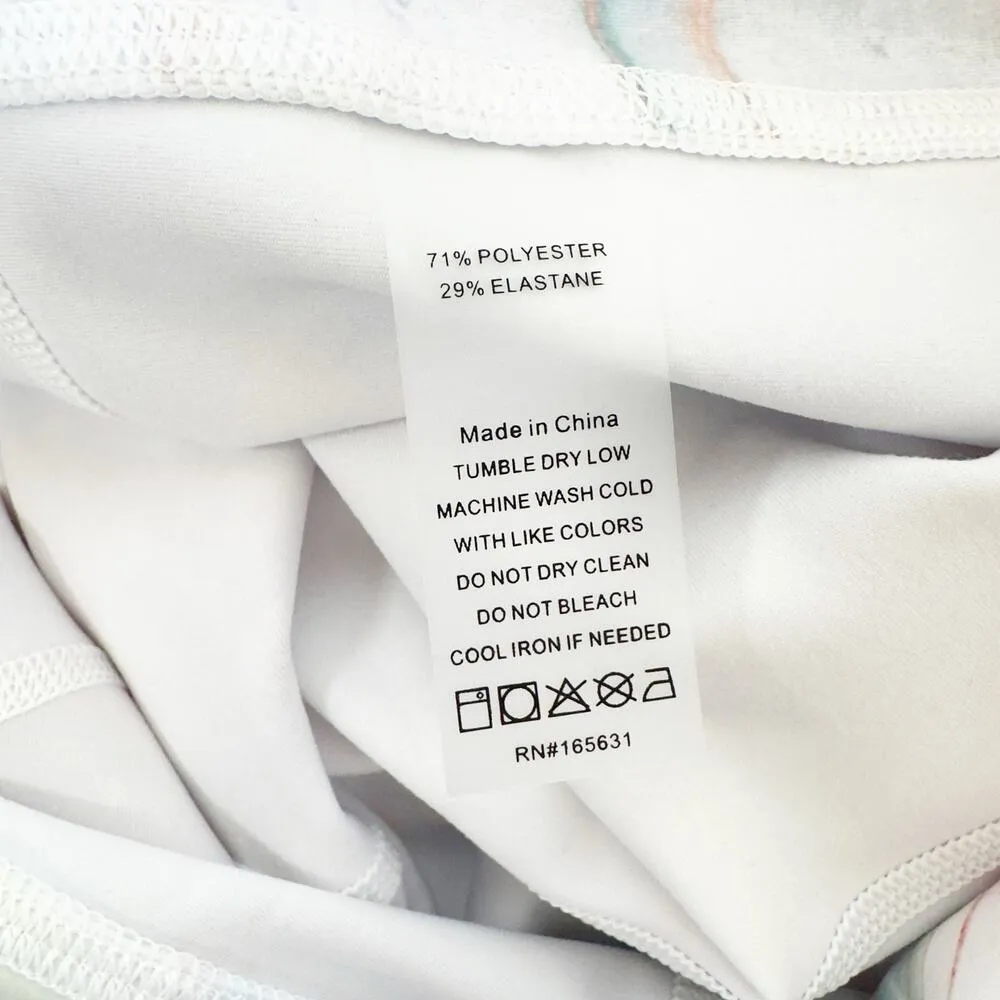 71% POLYESTER
29% ELASTANE
Made in China
TUMBLE DRY LOW
MACHINE WASH COLD
WITH LIKE COLORS
DO NOT DRY CLEAN
DO NOT BLEACH
COOL IRON IF NEEDED
RN#165631